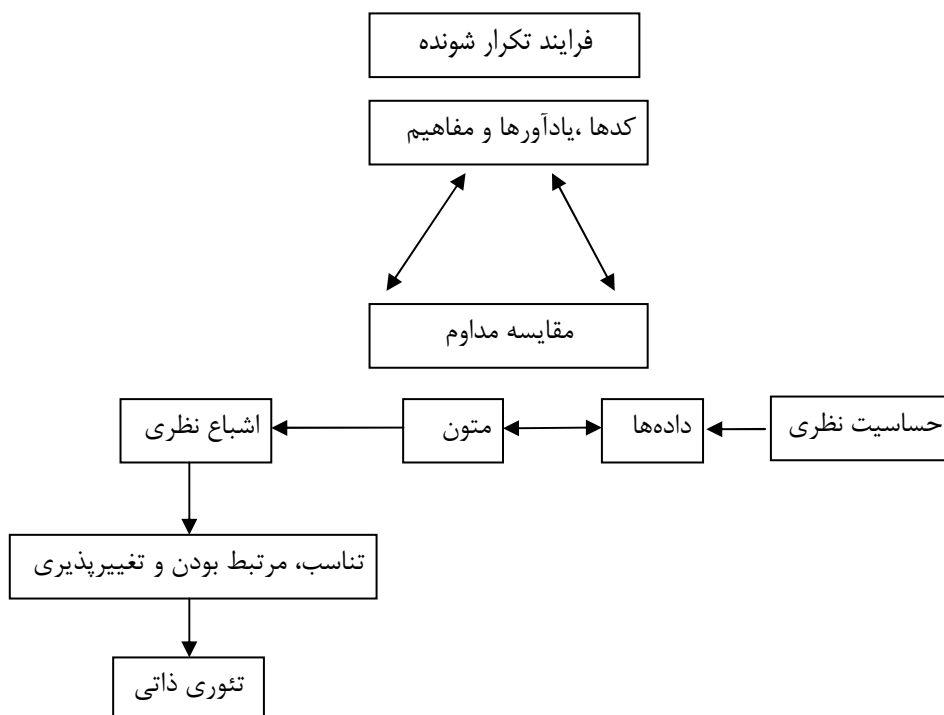 فرایند تکرار شونده
کدها ،یادآورها و مفاهیم
مقایسه مداوم
حساسیت نظری
داده‌ها
متون
اشباع نظری
تناسب، مرتبط بودن و تغییرپذیری
تئوری ذاتی